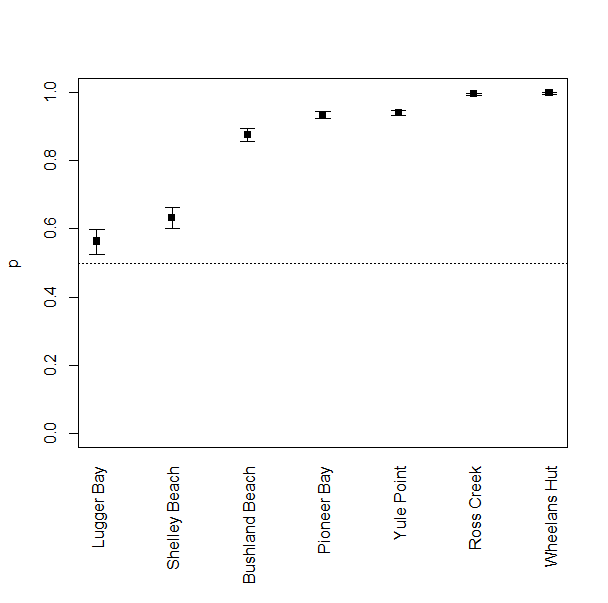 1.0
0.8
0.6
0.4
0.2
0.0
p
Lugger Bay
Shelley Beach
Bushland Beach
Pioneer Bay
Yule Point
Ross Creek
Wheelans Hut